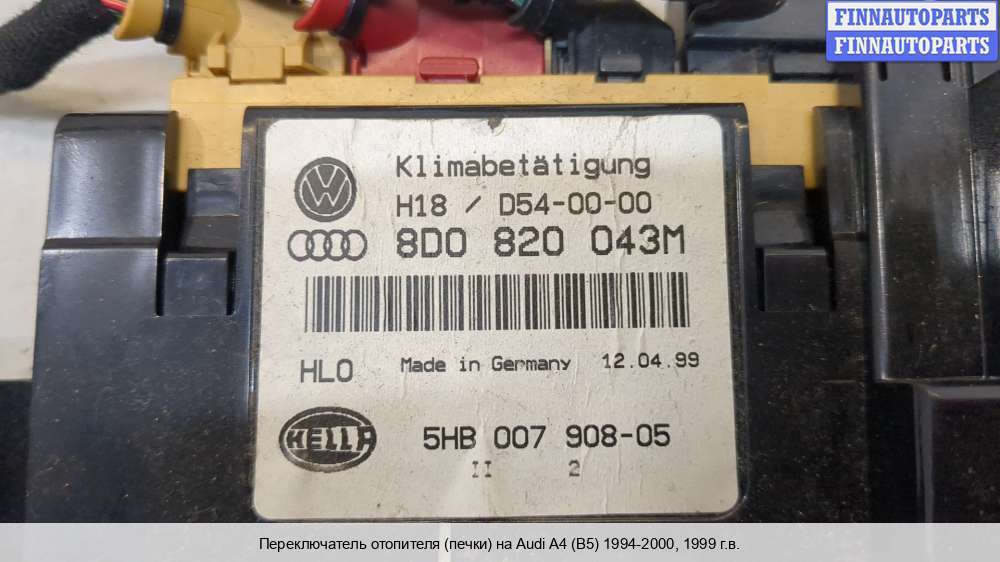 FINNAUTOPARTS
FINNAUTOPARTS
Klimabetätigung
H18 / D54-00-00
8D0 820 043M
HLO Made in Germany 12.04.99
HELLA 5HB 007 908-05
II 2
Переключатель отопителя (печки) на Audi A4 (B5) 1994-2000, 1999 г.в.